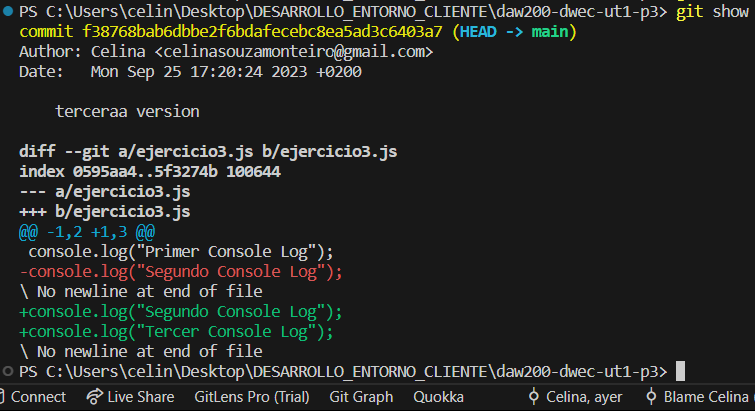 PS C:\Users\celin\Desktop\DESARROLLO_ENTORNO_CLIENTE\daw200-dwec-ut1-p3> git show
commit f38768bab6dbbe2f6bdafecebc8ea5ad3c6403a7 (HEAD -> main)
Author: Celina <celinasouzamonteiro@gmail.com>
Date:   Mon Sep 25 17:20:24 2023 +0200
    terceraa version
diff --git a/ejercicio3.js b/ejercicio3.js
index 0595aa4..5f3274b 100644
--- a/ejercicio3.js
+++ b/ejercicio3.js
@@ -1,2 +1,3 @@
 console.log("Primer Console Log");
-console.log("Segundo Console Log");
\ No newline at end of file
+console.log("Segundo Console Log");
+console.log("Tercer Console Log");
\ No newline at end of file
PS C:\Users\celin\Desktop\DESARROLLO_ENTORNO_CLIENTE\daw200-dwec-ut1-p3>
Connect Live Share GitLens Pro (Trial) Git Graph Quokka Celina, ayer Blame Celina